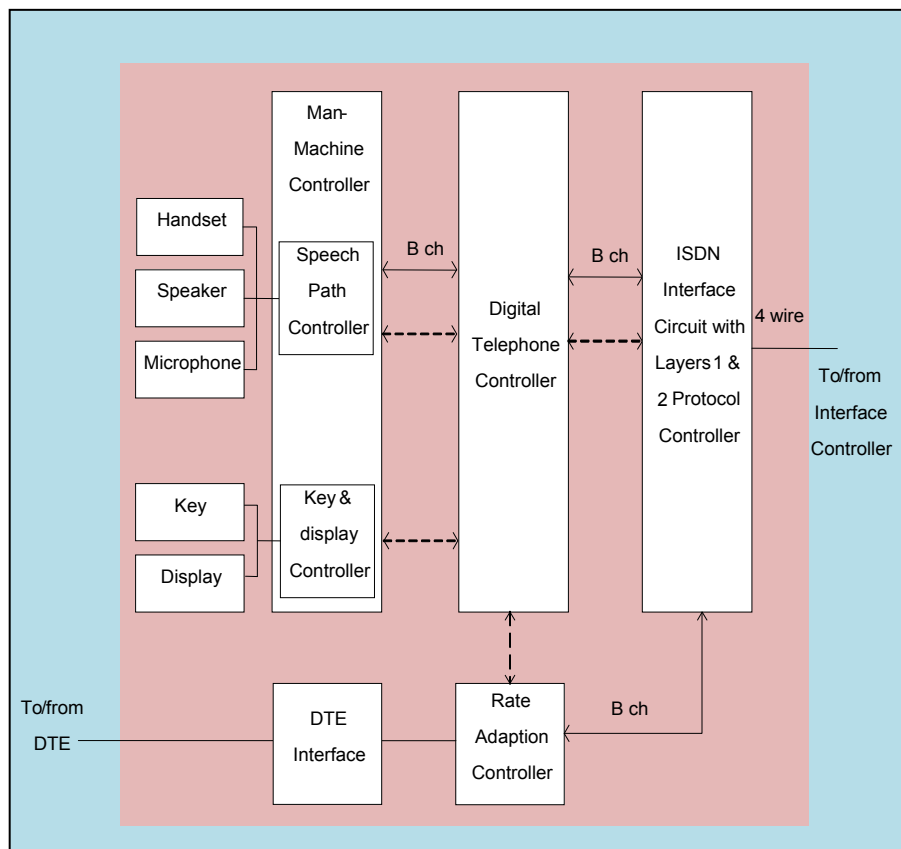 Man-
Machine
Controller
Handset
Speaker
Microphone
Speech
Path
Controller
B ch
Digital
Telephone
Controller
B ch
ISDN
Interface
Circuit with
Layers 1 &
2 Protocol
Controller
4 wire
To/from
Interface
Controller
Key
Display
Key &
display
Controller
To/from
DTE
DTE
Interface
Rate
Adaption
Controller
B ch